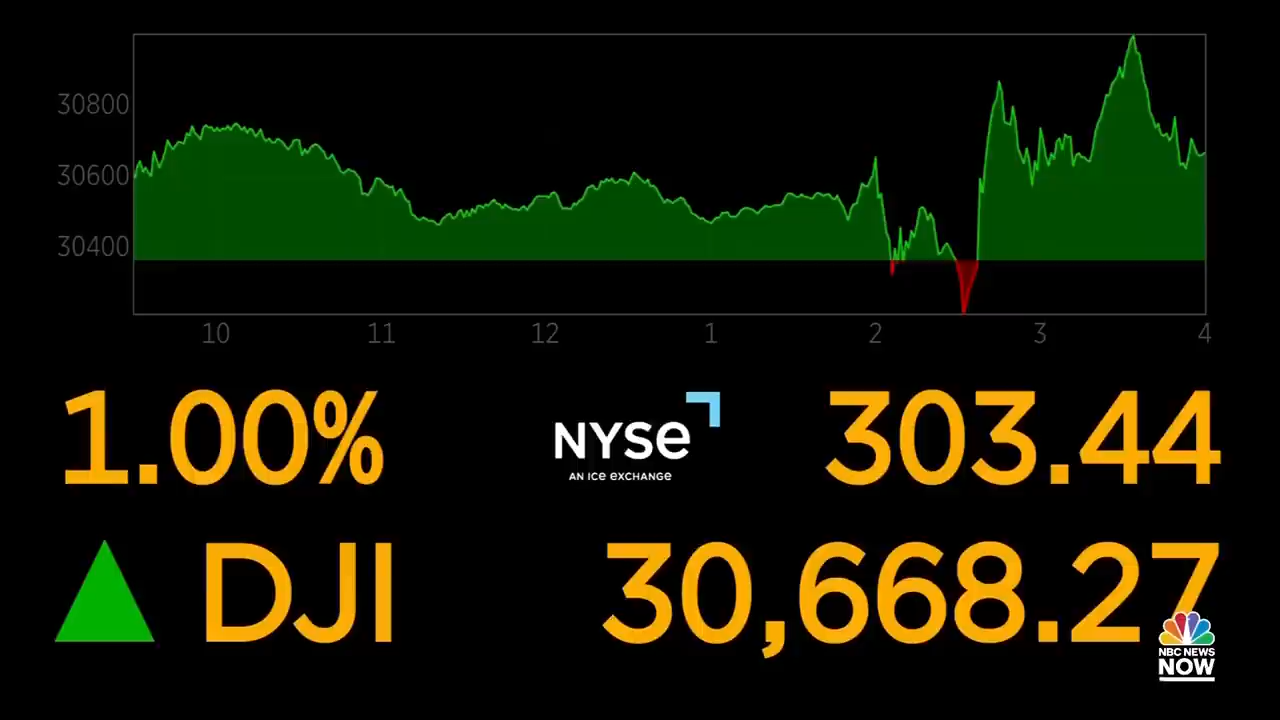 30800
30600
30400
10 11 12 1 2 3 4
1.00% NYSE 303.44
AN ICE EXCHANGE
DJI 30,668.27
NBC NEWS
NOW